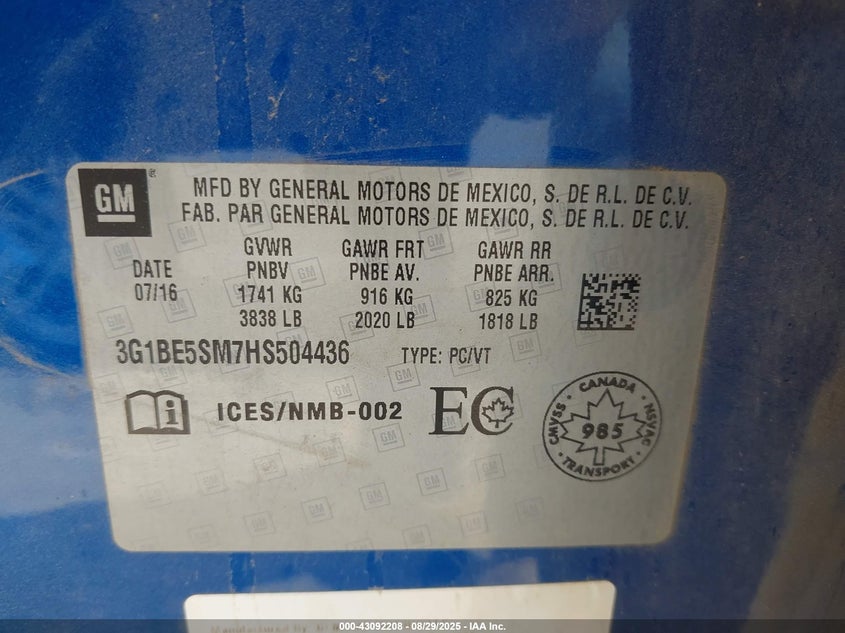 GM
MFD BY GENERAL MOTORS DE MEXICO, S. DE R.L. DE C.V.
FAB. PAR GENERAL MOTORS DE MEXICO, S. DE R.L. DE C.V.
GVWR GAWR FRT GAWR RR
DATE PNBV PNBE AV. PNBE ARR.
07/16 1741 KG 916 KG 825 KG
3838 LB 2020 LB 1818 LB
3G1BE5SM7HS504436 TYPE: PC/VT
i ICES/NMB-002 EC
CANADA
CMVSS 985 NSVAC
TRANSPORT
Manufactured By
000-43092208 - 08/29/2025 - IAA Inc.